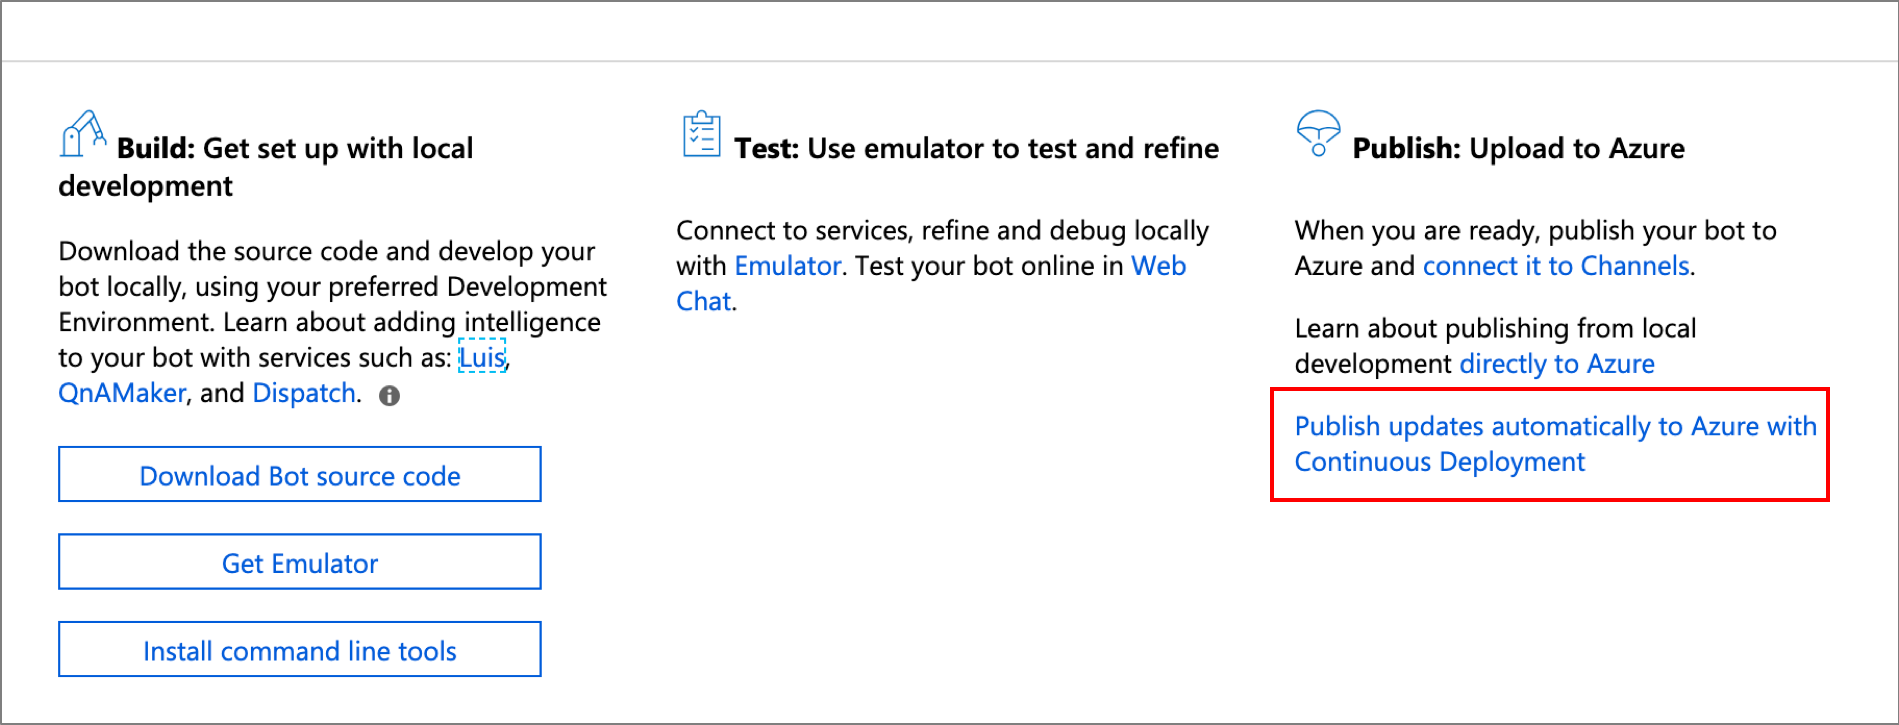 Build: Get set up with local
development
Download the source code and develop your
bot locally, using your preferred Development
Environment. Learn about adding intelligence
to your bot with services such as: Luis,
QnAMaker, and Dispatch.
Download Bot source code
Get Emulator
Install command line tools
Test: Use emulator to test and refine
Connect to services, refine and debug locally
with Emulator. Test your bot online in Web
Chat.
Publish: Upload to Azure
When you are ready, publish your bot to
Azure and connect it to Channels.
Learn about publishing from local
development directly to Azure
Publish updates automatically to Azure with
Continuous Deployment